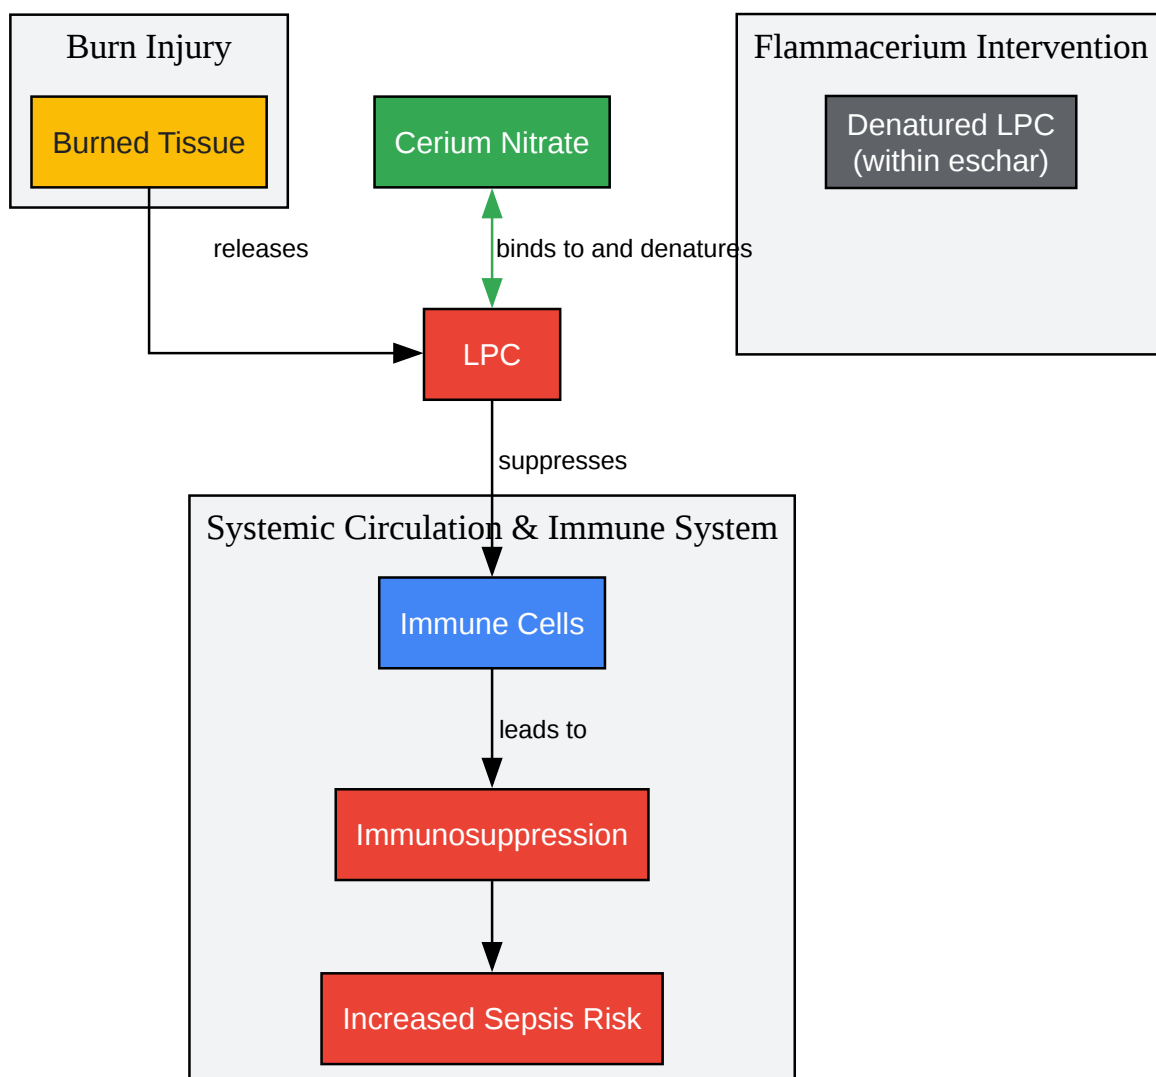 Burn Injury
Flammacerium Intervention
Burned Tissue
Cerium Nitrate
Denatured LPC
(within eschar)
releases
binds to and denatures
LPC
suppresses
Systemic Circulation & Immune System
Immune Cells
leads to
Immunosuppression
Increased Sepsis Risk